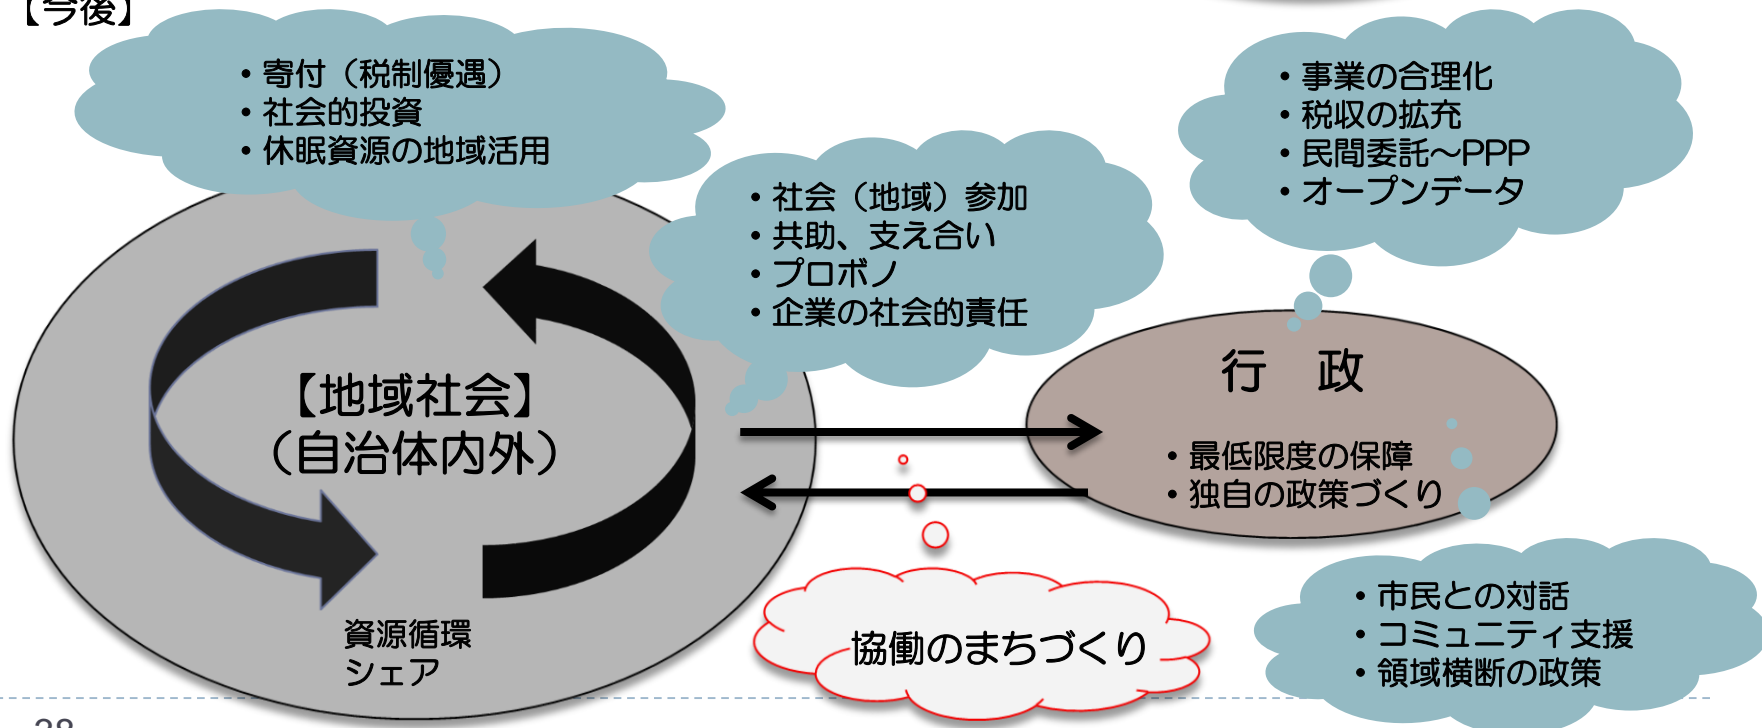 【今後】
・寄付（税制優遇）
・社会的投資
・休眠資源の地域活用
・社会（地域）参加
・共助、支え合い
・プロボノ
・企業の社会的責任
・事業の合理化
・税収の拡充
・民間委託～PPP
・オープンデータ
【地域社会】
（自治体内外）
資源循環
シェア
行　政
・最低限度の保障
・独自の政策づくり
協働のまちづくり
・市民との対話
・コミュニティ支援
・領域横断の政策